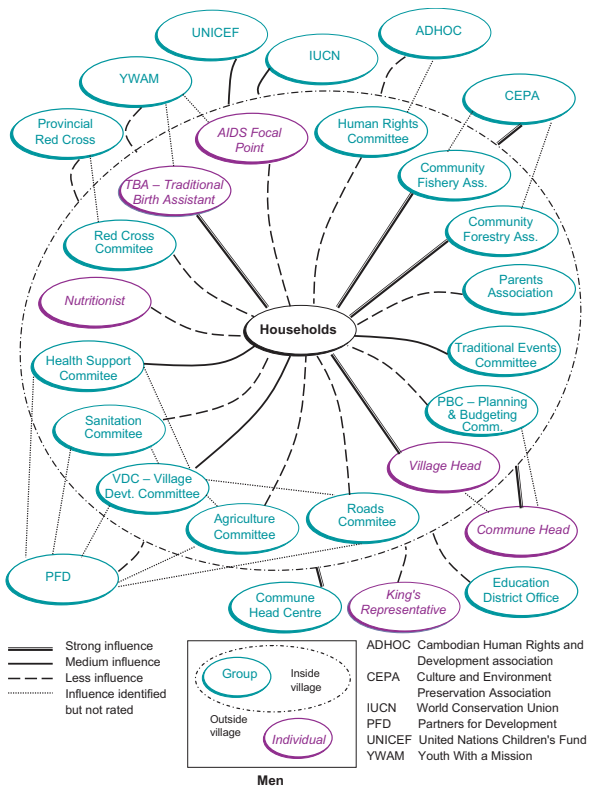 UNICEF
IUCN
ADHOC
YWAM
CEPA
Provincial
Red Cross
AIDS Focal
Point
Human Rights
Committee
TBA – Traditional
Birth Assistant
Community
Fishery Ass.
Red Cross
Commitee
Community
Forestry Ass.
Nutritionist
Parents
Association
Households
Health Support
Commitee
Traditional Events
Committee
Sanitation
Commitee
PBC – Planning
& Budgeting
Comm.
VDC – Village
Devt. Committee
Village Head
Agriculture
Committee
Roads
Commitee
Commune Head
PFD
Commune
Head Centre
King's
Representative
Education
District Office
Strong influence
Medium influence
Less influence
Influence identified
but not rated
Group
Inside
village
Outside
village
Individual
Men
ADHOC Cambodian Human Rights and
Development association
CEPA Culture and Environment
Preservation Association
IUCN World Conservation Union
PFD Partners for Development
UNICEF United Nations Children's Fund
YWAM Youth With a Mission